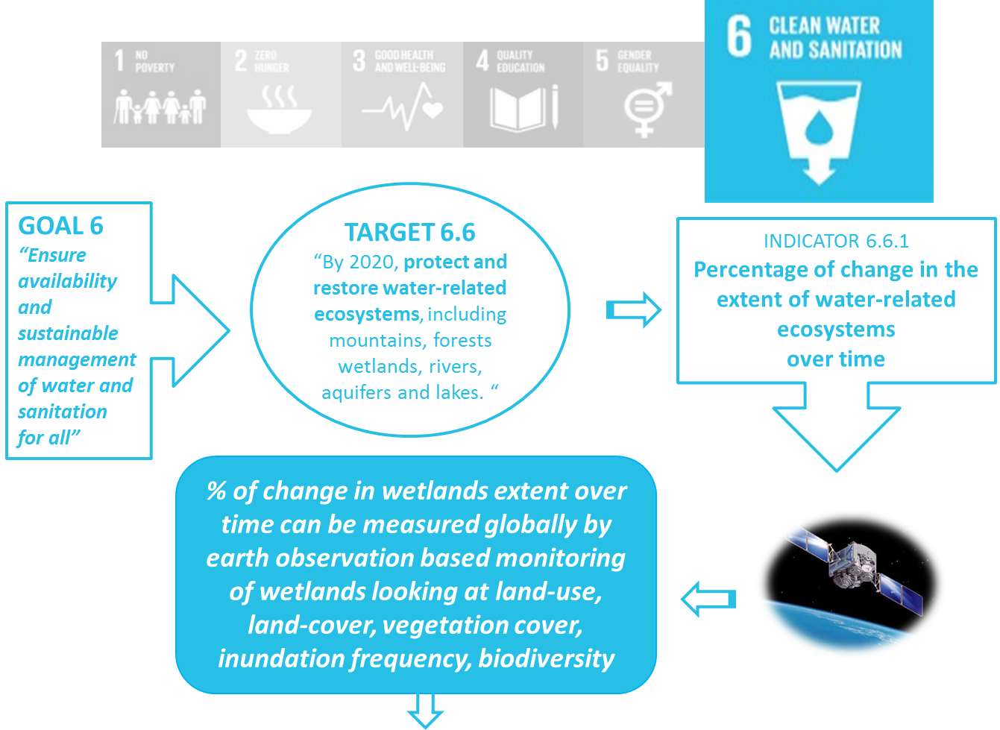 1 NO
POVERTY
2 ZERO
HUNGER
3 GOOD HEALTH
AND WELL-BEING
4 QUALITY
EDUCATION
5 GENDER
EQUALITY
6 CLEAN WATER
AND SANITATION
GOAL 6
“Ensure
availability
and
sustainable
management
of water and
sanitation
for all”
TARGET 6.6
“By 2020, protect and
restore water-related
ecosystems, including
mountains, forests
wetlands, rivers,
aquifers and lakes. “
INDICATOR 6.6.1
Percentage of change in the
extent of water-related
ecosystems
over time
% of change in wetlands extent over
time can be measured globally by
earth observation based monitoring
of wetlands looking at land-use,
land-cover, vegetation cover,
inundation frequency, biodiversity